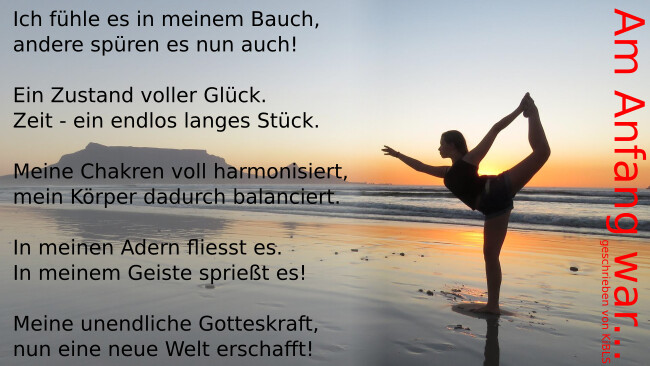 Ich fühle es in meinem Bauch,
andere spüren es nun auch!
Ein Zustand voller Glück.
Zeit - ein endlos langes Stück.
Meine Chakren voll harmonisiert,
mein Körper dadurch balanciert.
In meinen Adern fliesst es.
In meinem Geiste sprießt es!
Meine unendliche Gotteskraft,
nun eine neue Welt erschafft!
Am Anfang war...
geschrieben von KiBLS